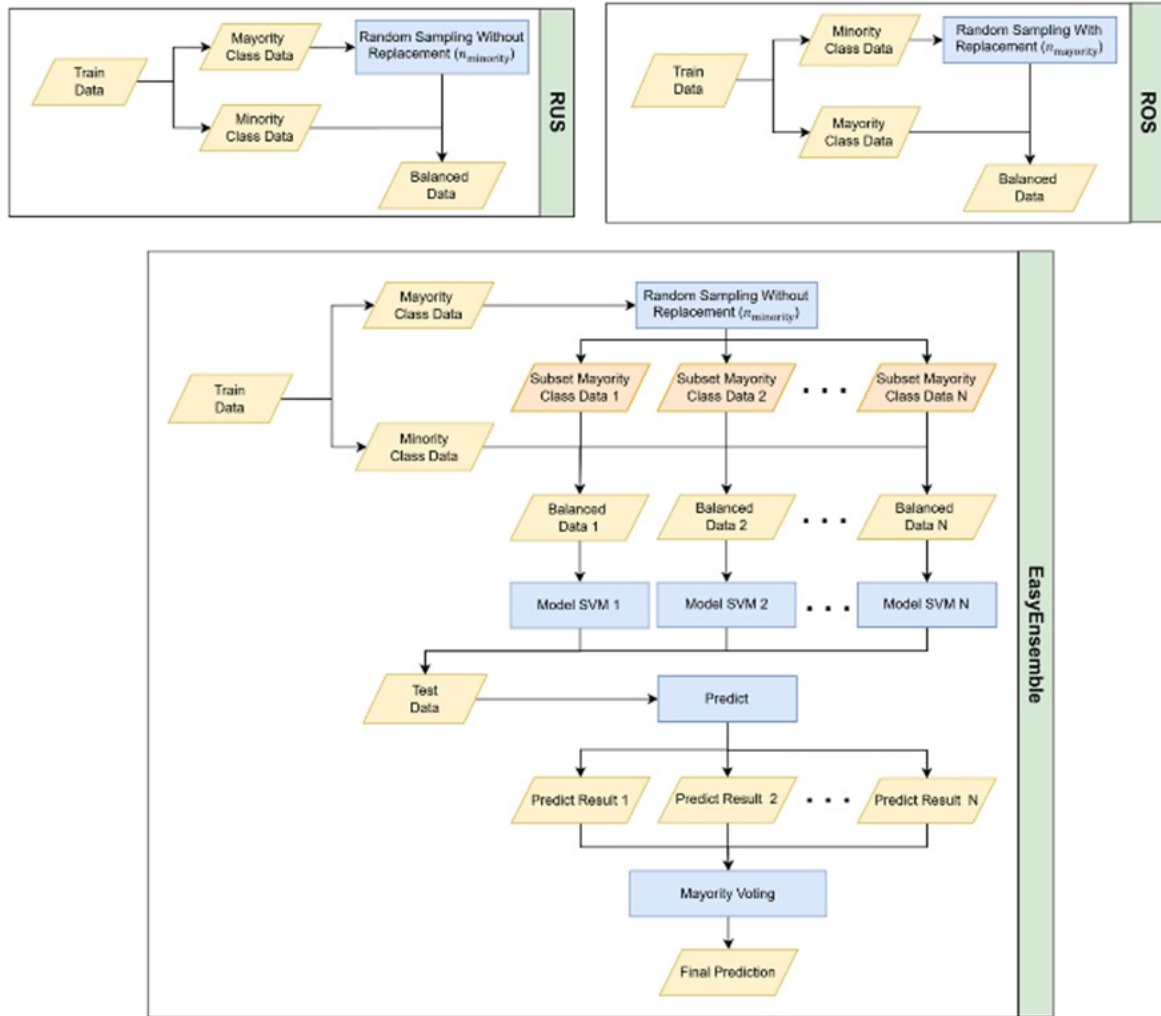 Mayority
Class Data
Random Sampling Without
Replacement (n_minority)
Train
Data
Minority
Class Data
Balanced
Data
RUS
Minority
Class Data
Random Sampling With
Replacement (n_mayority)
Train
Data
Mayority
Class Data
Balanced
Data
ROS
Mayority
Class Data
Random Sampling Without
Replacement (n_minority)
Subset Mayority
Class Data 1
Subset Mayority
Class Data 2
. . .
Subset Mayority
Class Data N
Train
Data
Minority
Class Data
Balanced
Data 1
Balanced
Data 2
. . .
Balanced
Data N
Model SVM 1
Model SVM 2
. . .
Model SVM N
Test
Data
Predict
Predict Result 1
Predict Result 2
. . .
Predict Result N
Mayority Voting
Final Prediction
EasyEnsemble